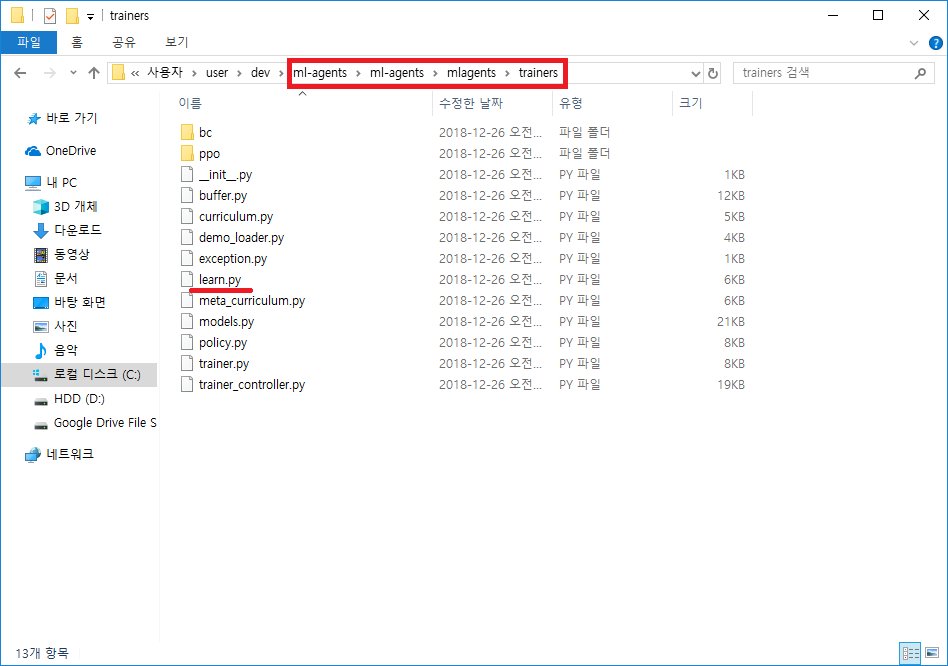 trainers
파일 홈 공유 보기
« 사용자 › user › dev › ml-agents › ml-agents › mlagents › trainers
trainers 검색
바로 가기
OneDrive
내 PC
3D 개체
다운로드
동영상
문서
바탕 화면
사진
음악
로컬 디스크 (C:)
HDD (D:)
Google Drive File S
네트워크
이름 수정한 날짜 유형 크기
bc 2018-12-26 오전... 파일 폴더
ppo 2018-12-26 오전... 파일 폴더
__init__.py 2018-12-26 오전... PY 파일 1KB
buffer.py 2018-12-26 오전... PY 파일 12KB
curriculum.py 2018-12-26 오전... PY 파일 5KB
demo_loader.py 2018-12-26 오전... PY 파일 4KB
exception.py 2018-12-26 오전... PY 파일 1KB
learn.py 2018-12-26 오전... PY 파일 6KB
meta_curriculum.py 2018-12-26 오전... PY 파일 6KB
models.py 2018-12-26 오전... PY 파일 21KB
policy.py 2018-12-26 오전... PY 파일 8KB
trainer.py 2018-12-26 오전... PY 파일 8KB
trainer_controller.py 2018-12-26 오전... PY 파일 19KB
13개 항목